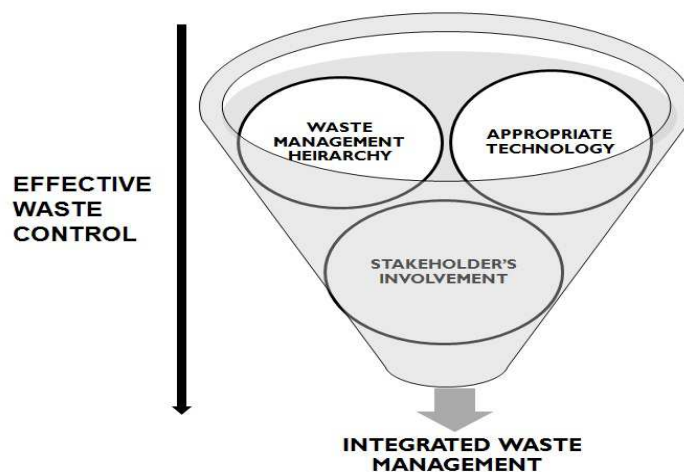 WASTE
MANAGEMENT
HEIRARCHY
APPROPRIATE
TECHNOLOGY
EFFECTIVE
WASTE
CONTROL
STAKEHOLDER'S
INVOLVEMENT
INTEGRATED WASTE
MANAGEMENT